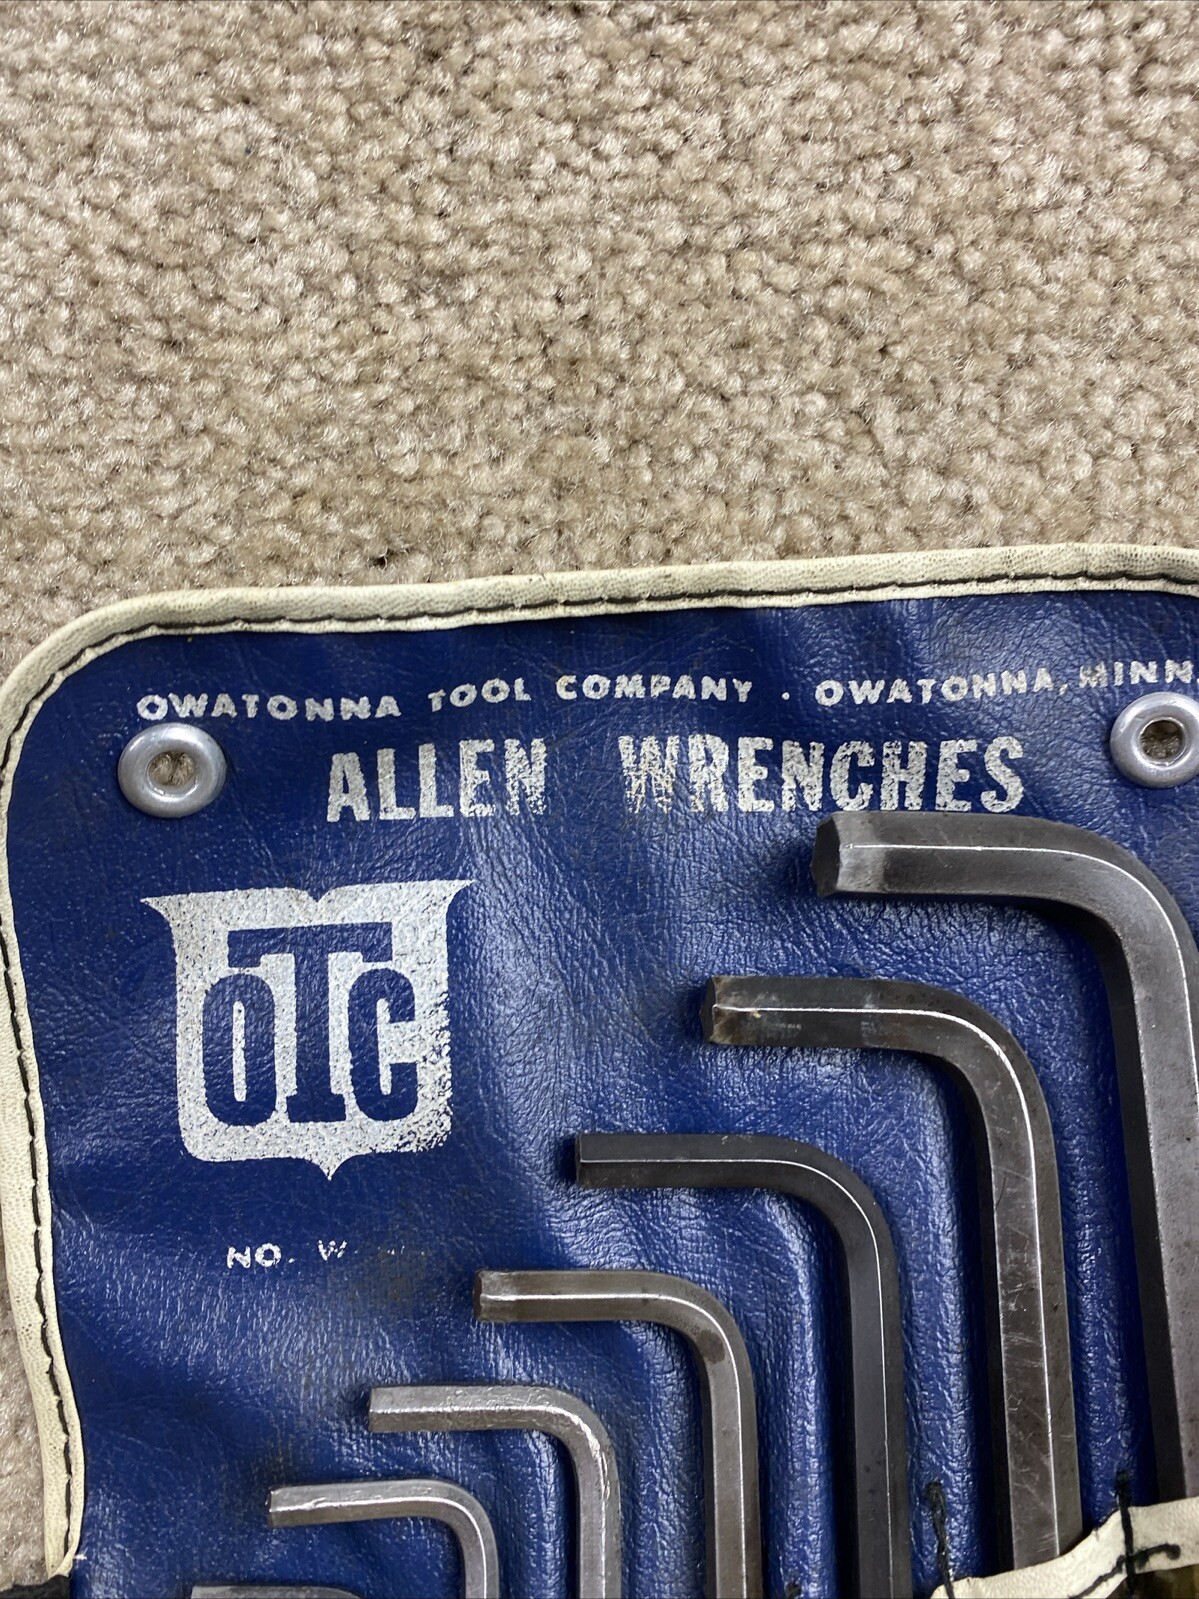 OWATONNA TOOL COMPANY · OWATONNA, MINN
ALLEN WRENCHES
OTC
NO. W